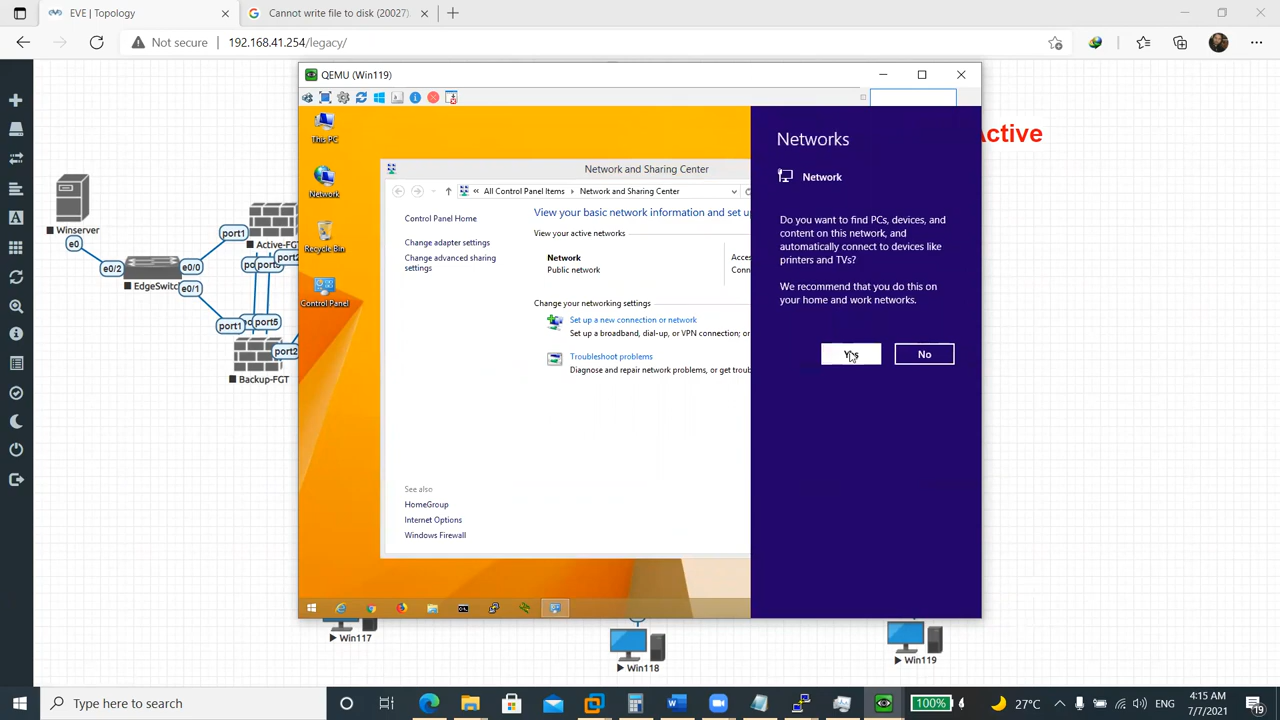 EVE | Topology
Cannot write file to disk (20027).
Not secure
192.168.41.254/legacy/
QEMU (Win119)
Active
This PC
Network
Recycle Bin
Control Panel
Network and Sharing Center
« All Control Panel Items
Network and Sharing Center
Control Panel Home
Change adapter settings
Change advanced sharing
settings
View your basic network information and set u
View your active networks
Network
Public network
Acces
Conn
Change your networking settings
Set up a new connection or network
Set up a broadband, dial-up, or VPN connection; or
Troubleshoot problems
Diagnose and repair network problems, or get troub
See also
HomeGroup
Internet Options
Windows Firewall
Networks
Network
Do you want to find PCs, devices, and
content on this network, and
automatically connect to devices like
printers and TVs?
We recommend that you do this on
your home and work networks.
No
Winserver
e0
e0/2
EdgeSwitc
e0/0
e0/1
port1
Active-FGT
port1
port5
port2
Backup-FGT
Win117
Win118
Win119
Type here to search
100%
27°C
ENG
4:15 AM
7/7/2021
19